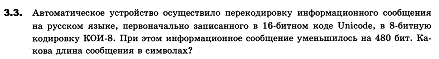 3.3. Автоматическое устройство осуществило перекодировку информационного сообщения
на русском языке, первоначально записанного в 16-битном коде Unicode, в 8-битную
кодировку КОИ-8. При этом информационное сообщение уменьшилось на 480 бит. Ка-
кова длина сообщения в символах?